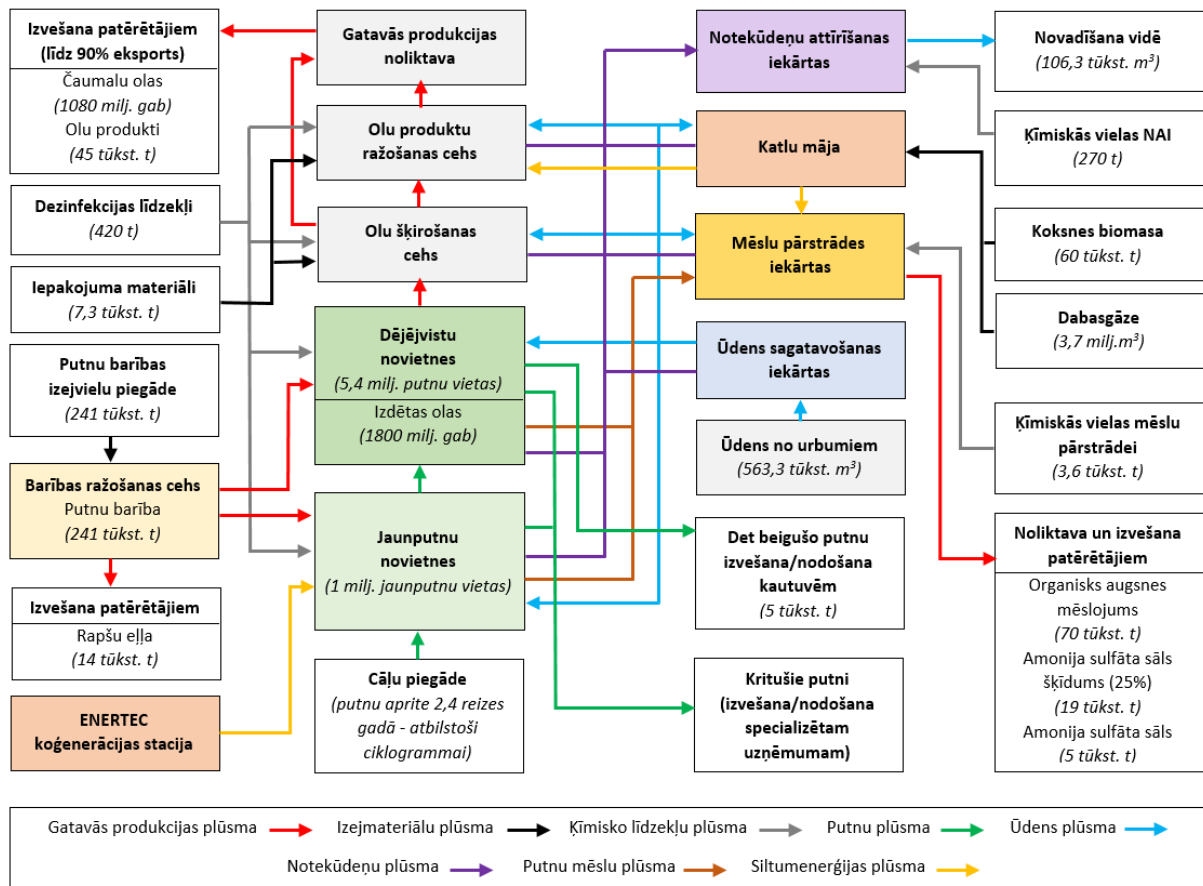 Izvešana patērētājiem
(līdz 90% eksports)
Čaumalu olas
(1080 milj. gab)
Olu produkti
(45 tūkst. t)
Dezinfekcijas līdzekļi
(420 t)
Iepakojuma materiāli
(7,3 tūkst. t)
Putnu barības
izejvielu piegāde
(241 tūkst. t)
Barības ražošanas cehs
Putnu barība
(241 tūkst. t)
Izvešana patērētājiem
Rapšu eļļa
(14 tūkst. t)
ENERTEC
koģenerācijas stacija
Gatavās produkcijas
noliktava
Olu produktu
ražošanas cehs
Olu šķirošanas
cehs
Dējējvistu
novietnes
(5,4 milj. putnu vietas)
Izdētas olas
(1800 milj. gab)
Jaunputnu
novietnes
(1 milj. jaunputnu vietas)
Cāļu piegāde
(putnu aprite 2,4 reizes
gadā - atbilstoši
ciklogrammai)
Notekūdeņu attīrīšanas
iekārtas
Katlu māja
Mēslu pārstrādes
iekārtas
Ūdens sagatavošanas
iekārtas
Ūdens no urbumiem
(563,3 tūkst. m³)
Det beigušo putnu
izvešana/nodošana
kautuvēm
(5 tūkst. t)
Kritušie putni
(izvešana/nodošana
specializētam
uzņēmumam)
Novadīšana vidē
(106,3 tūkst. m³)
Ķīmiskās vielas NAI
(270 t)
Koksnes biomasa
(60 tūkst. t)
Dabasgāze
(3,7 milj.m³)
Ķīmiskās vielas mēslu
pārstrādei
(3,6 tūkst. t)
Noliktava un izvešana
patērētājiem
Organisks augsnes
mēslojums
(70 tūkst. t)
Amonija sulfāta sāls
šķīdums (25%)
(19 tūkst. t)
Amonija sulfāta sāls
(5 tūkst. t)
Gatavās produkcijas plūsma Izejmateriālu plūsma Ķīmisko līdzekļu plūsma Putnu plūsma Ūdens plūsma
Notekūdeņu plūsma Putnu mēslu plūsma Siltumenerģijas plūsma